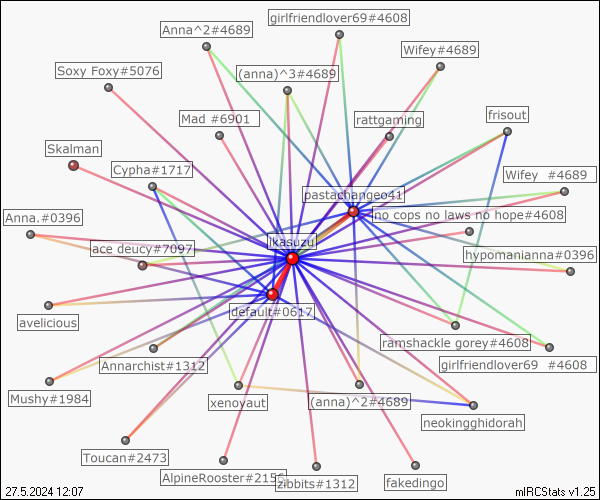 girlfriendlover69#4608
Anna^2#4689
Wifey#4689
Soxy Foxy#5076
(anna)^3#4689
Mad #6901
rattgaming
frisout
Skalman
Cypha#1717
Wifey #4689
pastachangeo41
no cops no laws no hope#4608
Anna.#0396
jkasuzu
ace deucy#7097
hypomanianna#0396
default#0617
avelicious
ramshackle gorey#4608
Annarchist#1312
girlfriendlover69 #4608
Mushy#1984
xenoyaut
(anna)^2#4689
neokingghidorah
Toucan#2473
AlpineRooster#2156
zibbits#1312
fakedingo
27.5.2024 12:07
mIRCStats v1.25